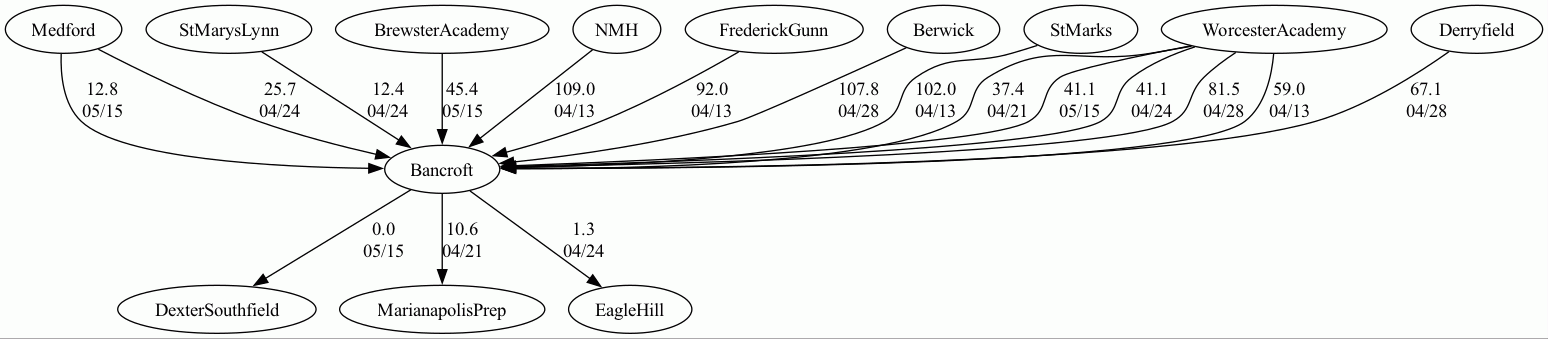 Medford
StMarysLynn
BrewsterAcademy
NMH
FrederickGunn
Berwick
StMarks
WorcesterAcademy
Derryfield
12.8
05/15
25.7
04/24
12.4
04/24
45.4
05/15
109.0
04/13
92.0
04/13
107.8
04/28
102.0
04/13
37.4
04/21
41.1
05/15
41.1
04/24
81.5
04/28
59.0
04/13
67.1
04/28
Bancroft
0.0
05/15
10.6
04/21
1.3
04/24
DexterSouthfield
MarianapolisPrep
EagleHill